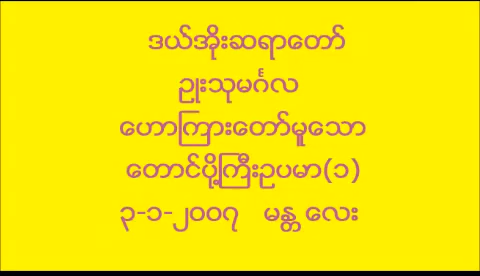 ဒယ်အိုးဆရာတော်
ဥုးသုမင်္ဂလ
ဟောကြားတော်မူသော
တောင်ပို့ကြီးဥပမာ(၁)
၃-၁-၂၀၀၇ မန္တလေး